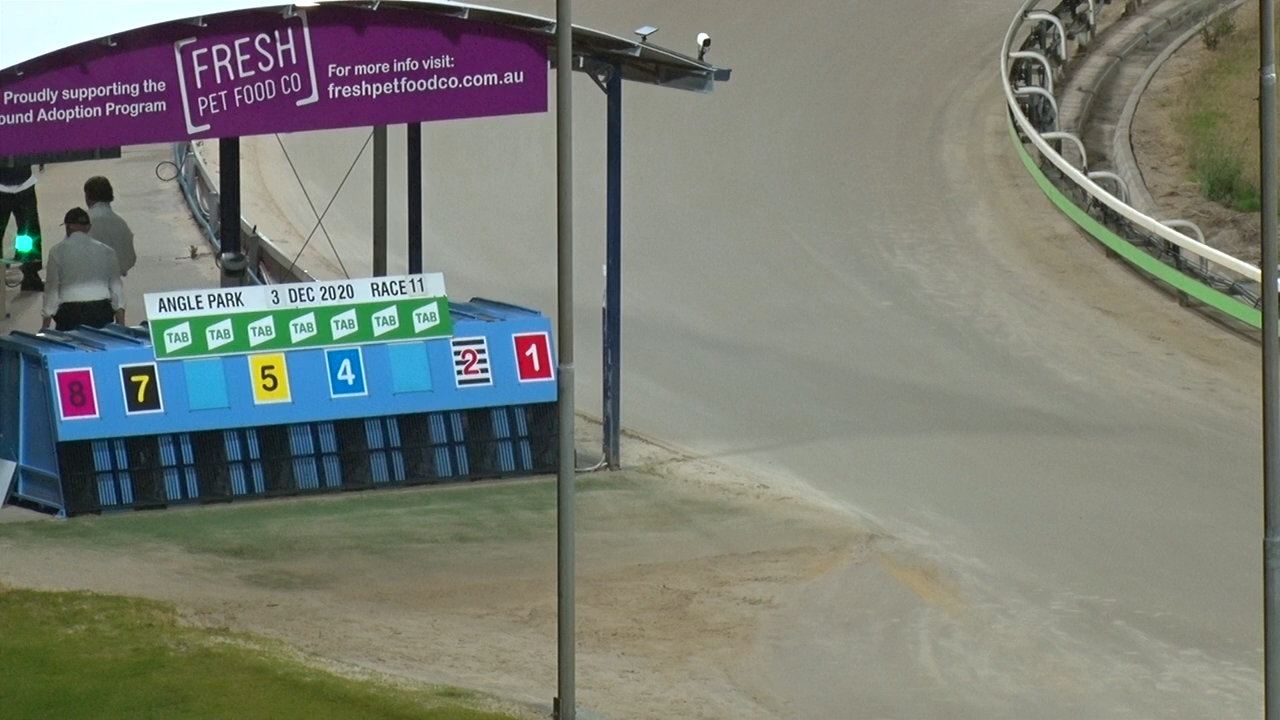 Proudly supporting the
ound Adoption Program
FRESH
PET FOOD CO
For more info visit:
freshpetfoodco.com.au
ANGLE PARK 3 DEC 2020 RACE 11
TAB TAB TAB TAB TAB TAB TAB
8 7 5 4 2 1